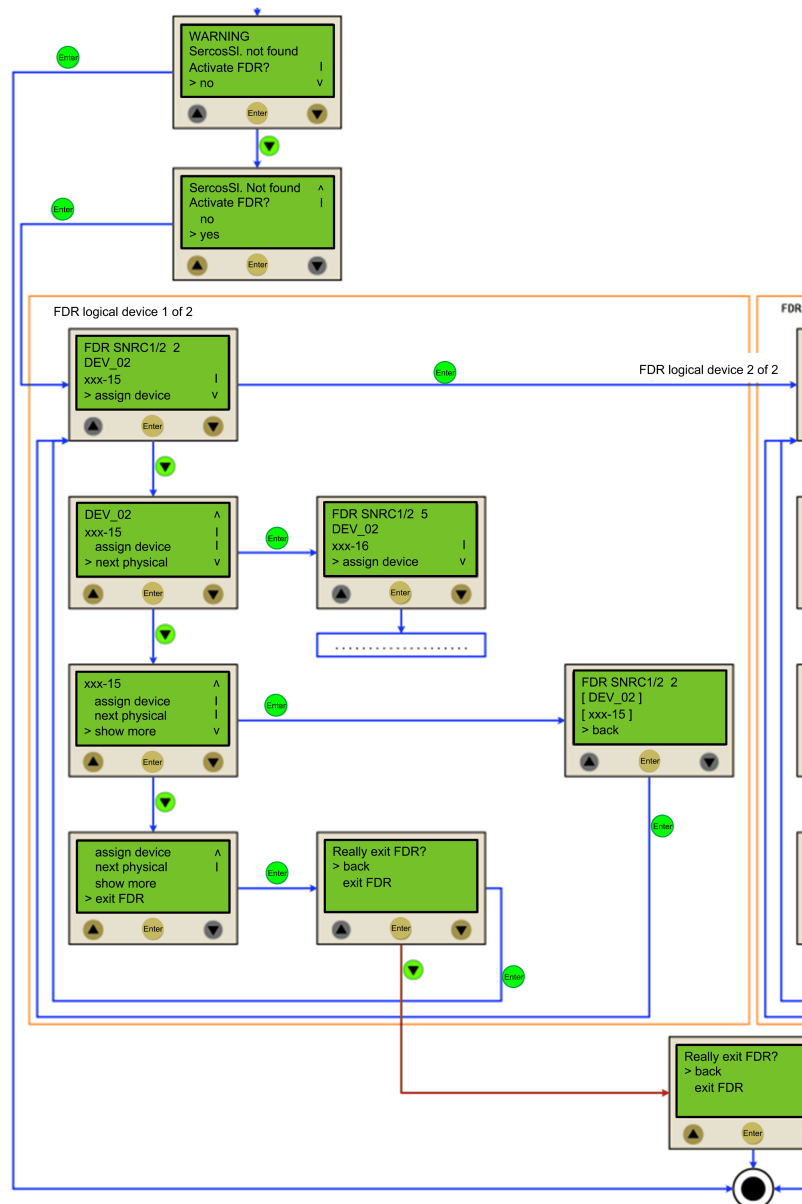 WARNING
SercosSl. not found
Activate FDR? I
> no v
Enter
Enter
SercosSl. Not found ^
Activate FDR? I
no
> yes
Enter
Enter
FDR logical device 1 of 2
FDR
FDR SNRC1/2 2
DEV_02
xxx-15 I
> assign device v
Enter
Enter
FDR logical device 2 of 2
DEV_02 ^
xxx-15 I
assign device I
> next physical v
Enter
Enter
FDR SNRC1/2 5
DEV_02
xxx-16 I
> assign device v
Enter
....................
xxx-15 ^
assign device I
next physical I
> show more v
Enter
Enter
FDR SNRC1/2 2
[ DEV_02 ]
[ xxx-15 ]
> back
Enter
Enter
assign device ^
next physical I
show more
> exit FDR
Enter
Enter
Really exit FDR?
> back
exit FDR
Enter
Enter
Really exit FDR?
> back
exit FDR
Enter